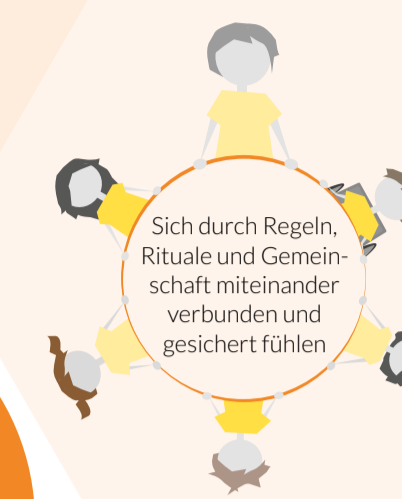 Sich durch Regeln,
Rituale und Gemein-
schaft miteinander
verbunden und
gesichert fühlen